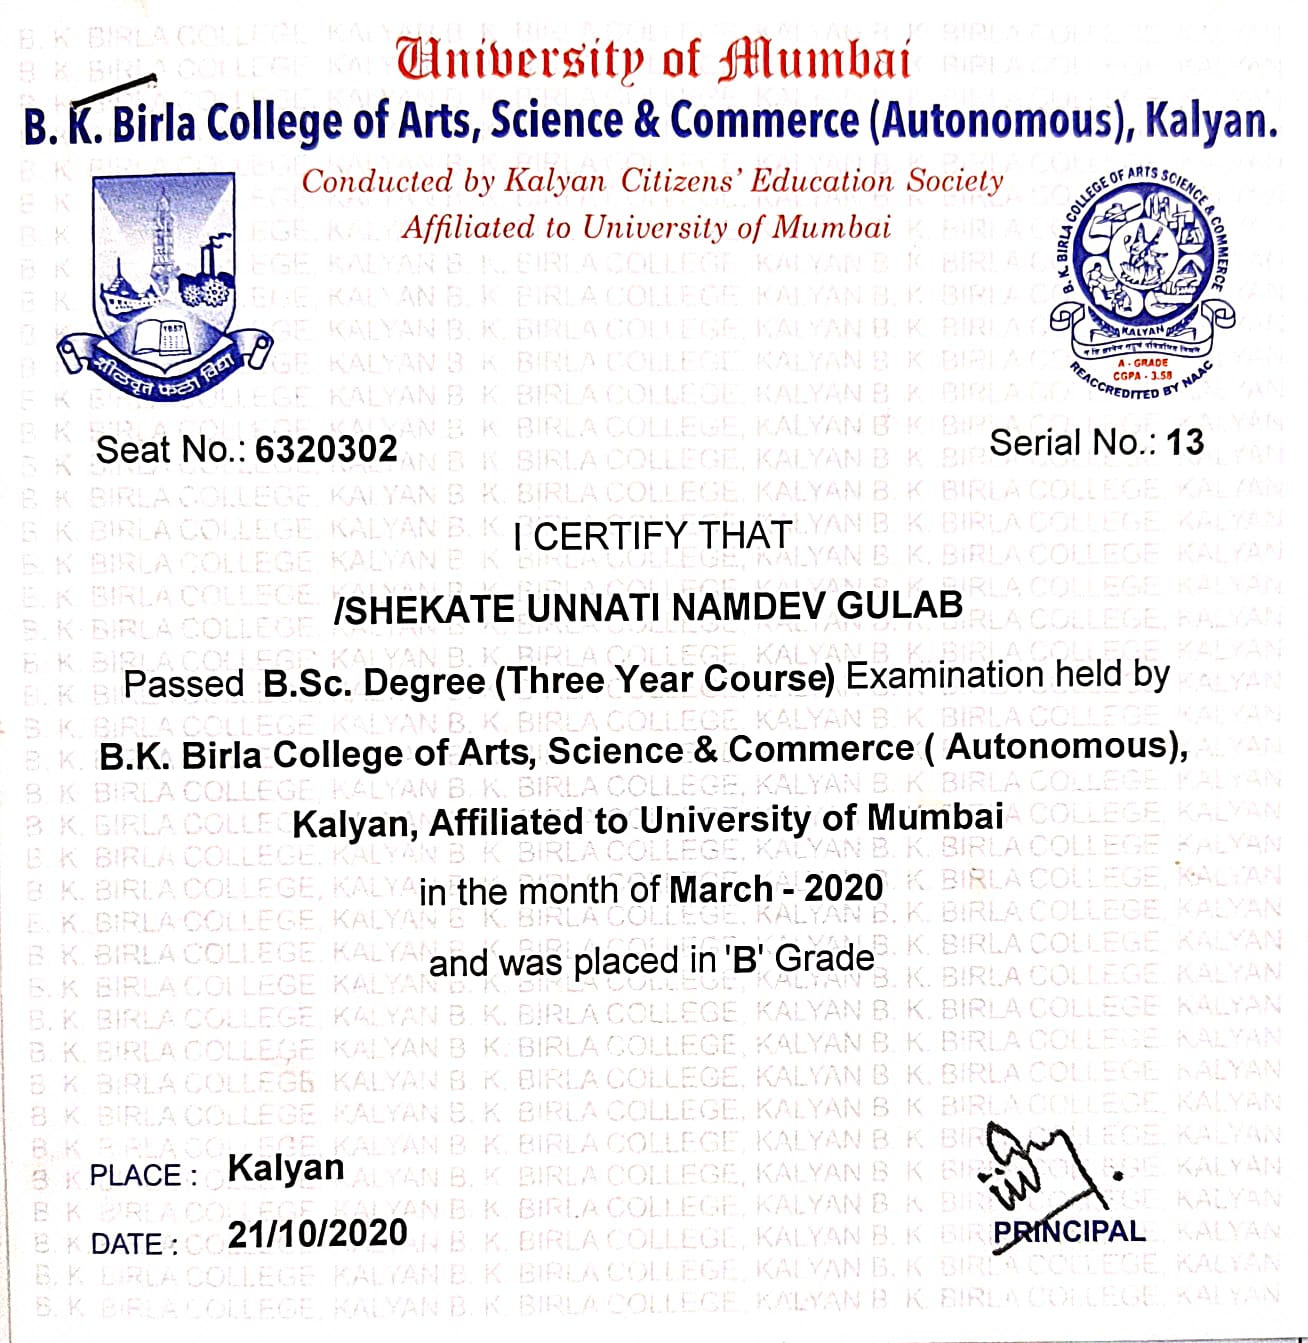 University of Mumbai
B. K. Birla College of Arts, Science & Commerce (Autonomous), Kalyan.
Conducted by Kalyan Citizens' Education Society
Affiliated to University of Mumbai
1857
शीलवृतफला विद्या
B. K. BIRLA COLLEGE OF ARTS SCIENCE & COMMERCE
KALYAN
A - GRADE
CGPA - 3.58
REACCREDITED BY NAAC
Seat No.: 6320302
Serial No.: 13
I CERTIFY THAT
/SHEKATE UNNATI NAMDEV GULAB
Passed B.Sc. Degree (Three Year Course) Examination held by
B.K. Birla College of Arts, Science & Commerce ( Autonomous),
Kalyan, Affiliated to University of Mumbai
in the month of March - 2020
and was placed in 'B' Grade
PLACE : Kalyan
DATE : 21/10/2020
PRINCIPAL